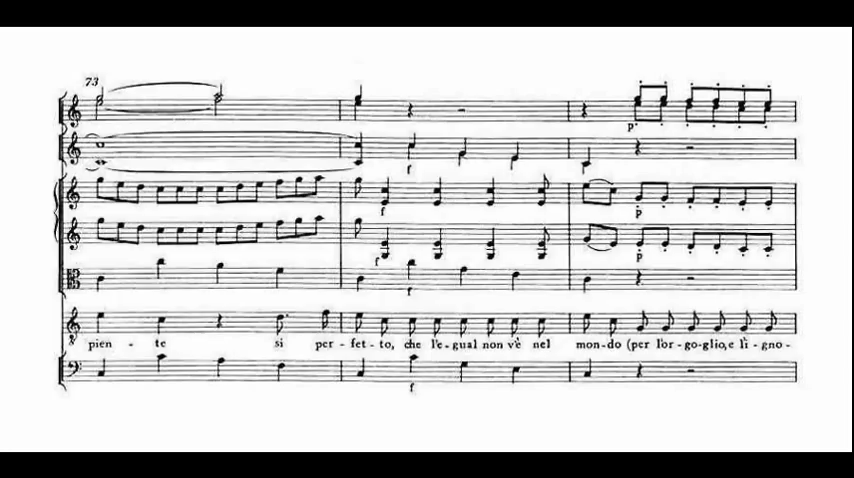 73
p
f
f
p
f
p
f
pien - te si per-fet-to, che l'e-gual non v'è nel mon-do (per l'or-go-glio, e l'i-gno-
f